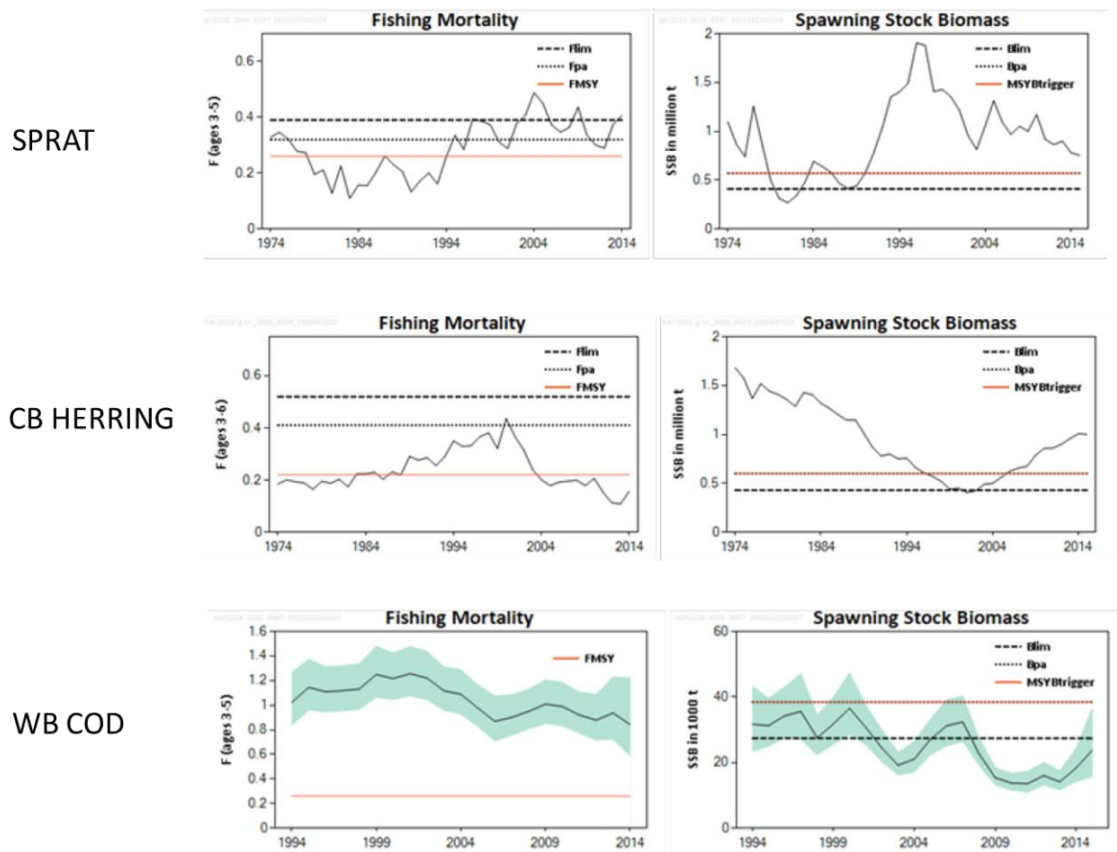 Fishing Mortality
Spawning Stock Biomass
SPRAT
F (ages 3-5)
0.6
0.4
0.2
0
Flim
Fpa
FMSY
1974 1984 1994 2004 2014
SSB in million t
2
1.5
1
0.5
0
Blim
Bpa
MSYBtrigger
1974 1984 1994 2004 2014
Fishing Mortality
Spawning Stock Biomass
CB HERRING
F (ages 3-6)
0.6
0.4
0.2
0
Flim
Fpa
FMSY
1974 1984 1994 2004 2014
SSB in million t
2
1.5
1
0.5
0
Blim
Bpa
MSYBtrigger
1974 1984 1994 2004 2014
Fishing Mortality
Spawning Stock Biomass
WB COD
F (ages 3-5)
1.6
1.4
1.2
1
0.8
0.6
0.4
0.2
0
FMSY
1994 1999 2004 2009 2014
SSB in 1000 t
60
40
20
0
Blim
Bpa
MSYBtrigger
1994 1999 2004 2009 2014